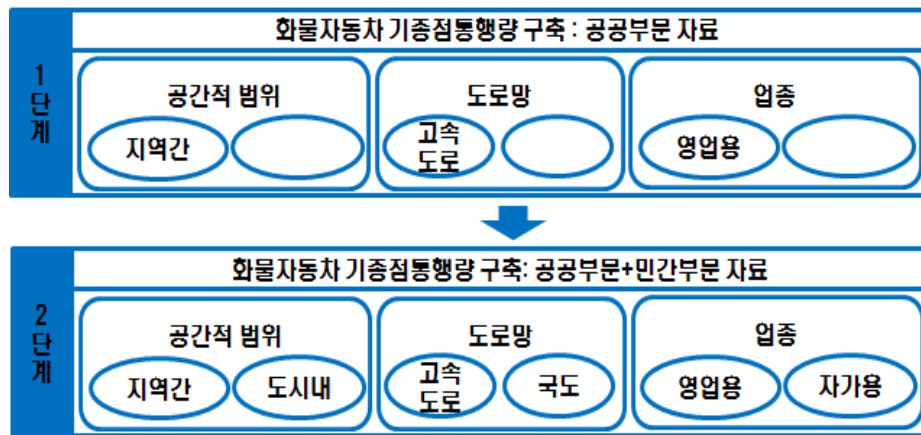 화물자동차 기종점통행량 구축 : 공공부문 자료
1
단
계
공간적 범위
도로망
업종
지역간
고속
도로
영업용
화물자동차 기종점통행량 구축: 공공부문+민간부문 자료
2
단
계
공간적 범위
도로망
업종
지역간
도시내
고속
도로
국도
영업용
자가용